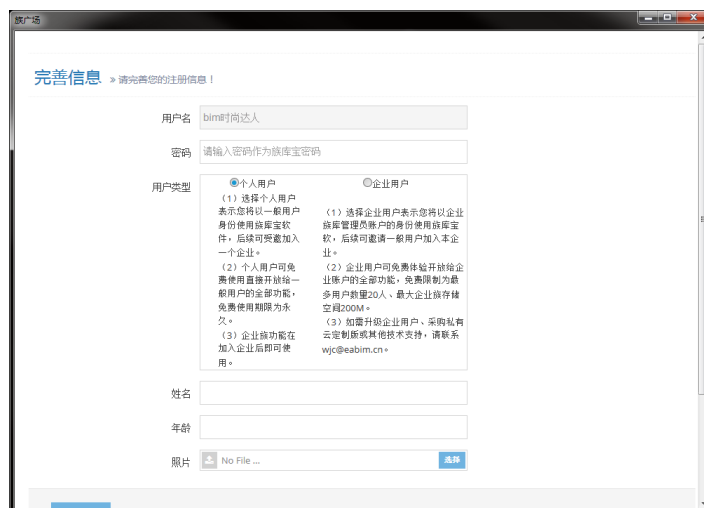 族广场
完善信息 » 请完善您的注册信息！
用户名 bim时尚达人
密码 请输入密码作为族库宝密码
用户类型
个人用户
（1）选择个人用户
表示您将以一般用户
身份使用族库宝软
件，后续可受邀加入
一个企业。
（2）个人用户可免
费使用直接开放给一
般用户的全部功能，
免费使用期限为永
久。
（3）企业族功能在
加入企业后即可使
用。
企业用户
（1）选择企业用户表示您将以企业
族库管理员账户的身份使用族库宝
软，后续可邀请一般用户加入本企
业。
（2）企业用户可免费体验开放给企
业账户的全部功能，免费限制为最
多用户数里20人、最大企业族存储
空间200M。
（3）如需升级企业用户、采购私有
云定制版或其他技术支持，请联系
wjc@eabim.cn。
姓名
年龄
照片 No File ... 选择